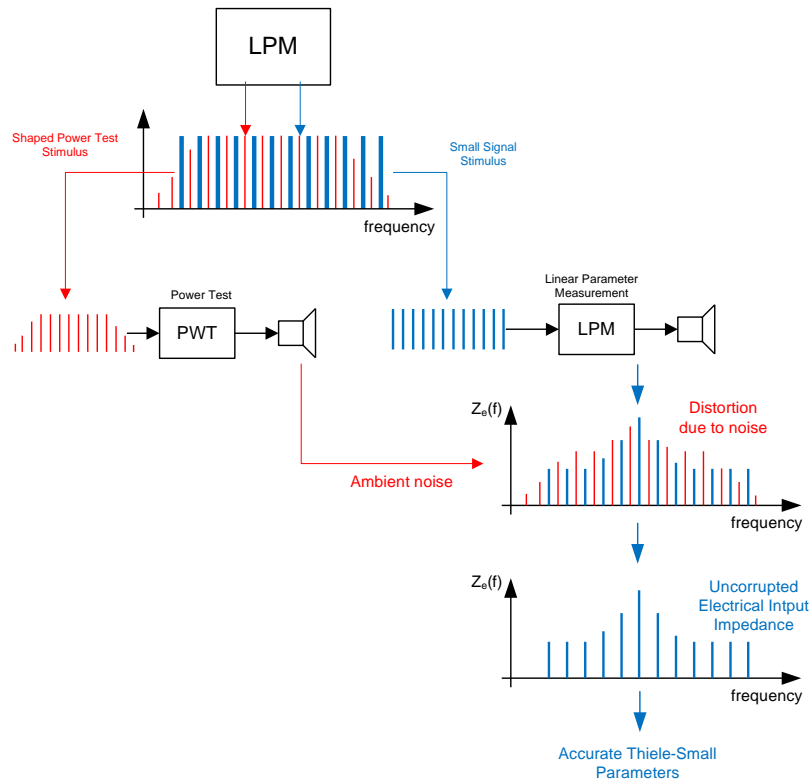 LPM
Shaped Power Test
Stimulus
Small Signal
Stimulus
frequency
Power Test
PWT
Linear Parameter
Measurement
LPM
Zₑ(f)
Distortion
due to noise
Ambient noise
frequency
Zₑ(f)
Uncorrupted
Electrical Intput
Impedance
frequency
Accurate Thiele-Small
Parameters